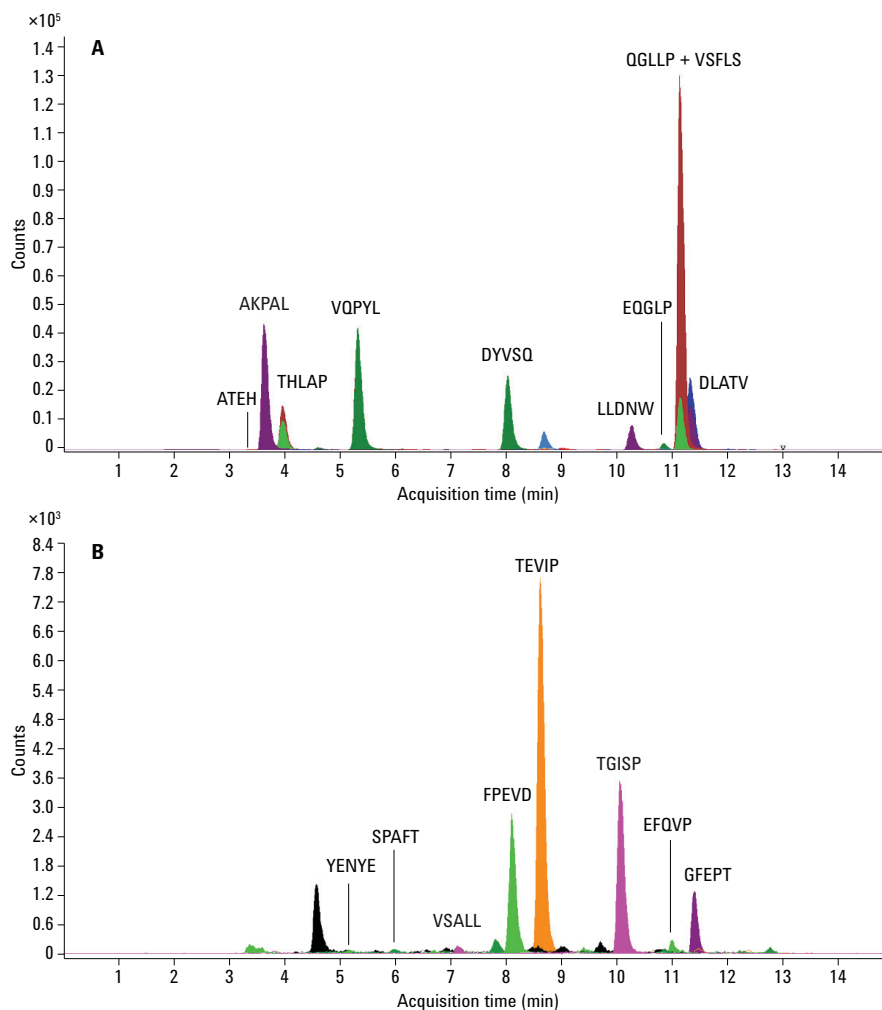 ×10⁵
A
QGLLP + VSFLS
1.4
1.3
1.2
1.1
1.0
0.9
0.8
0.7
0.6
0.5
0.4
0.3
0.2
0.1
0
Counts
AKPAL
VQPYL
EQGLP
DYVSQ
THLAP
DLATV
ATEH
LLDNW
v
1 2 3 4 5 6 7 8 9 10 11 12 13 14
Acquisition time (min)
×10³
B
8.4
7.8
7.2
6.6
6.0
5.4
4.8
4.2
3.6
3.0
2.4
1.8
1.2
0.6
0
Counts
TEVIP
TGISP
FPEVD
EFQVP
SPAFT
YENYE
GFEPT
VSALL
1 2 3 4 5 6 7 8 9 10 11 12 13 14
Acquisition time (min)